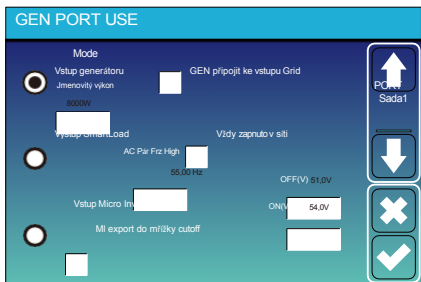 GEN PORT USE
Mode
Vstup generátoru
GEN připojit ke vstupu Grid
Jmenovitý výkon
PORT
Sada1
8000W
Výstup SmartLoad
Vždy zapnuto v síti
AC Pár Frz High
55,00 Hz
OFF(V) 51,0V
Vstup Micro Inv
ON(V
54,0V
MI export do mřížky cutoff